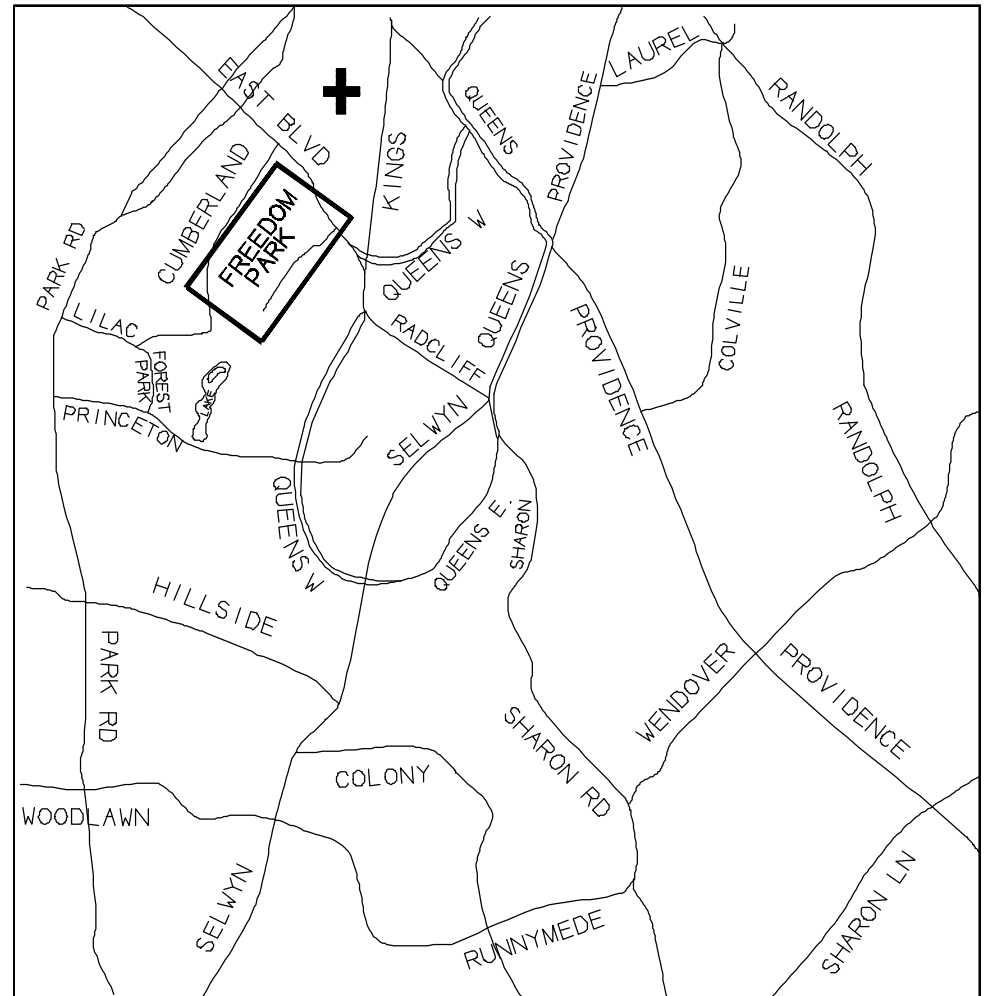 LAUREL
EAST BLVD
QUEENS
PROVIDENCE
RANDOLPH
KINGS
CUMBERLAND
FREEDOM
PARK
QUEENS W
PARK RD
QUEENS
COLVILLE
LILAC
RADCLIFF
PROVIDENCE
FOREST
PARK
LAKE
PRINCETON
SELWYN
RANDOLPH
QUEENS W
QUEENS E.
SHARON
HILLSIDE
PARK RD
WENDOVER
PROVIDENCE
SHARON RD
COLONY
WOODLAWN
SELWYN
RUNNYMEDE
SHARON LN